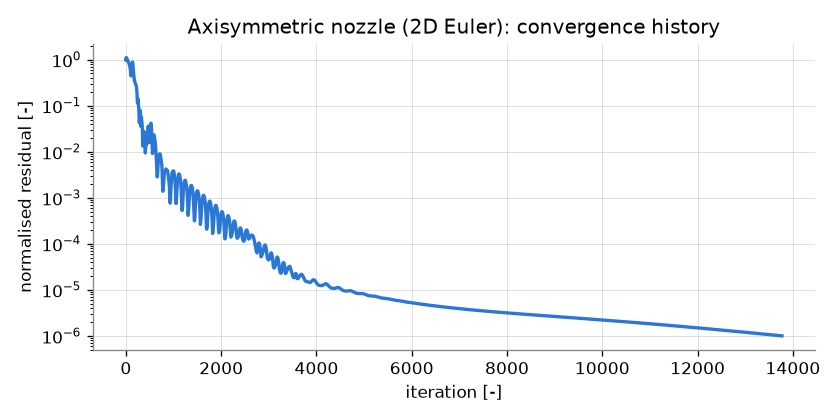 Axisymmetric nozzle (2D Euler): convergence history
normalised residual [-]
10⁰
10⁻¹
10⁻²
10⁻³
10⁻⁴
10⁻⁵
10⁻⁶
0 2000 4000 6000 8000 10000 12000 14000
iteration [-]